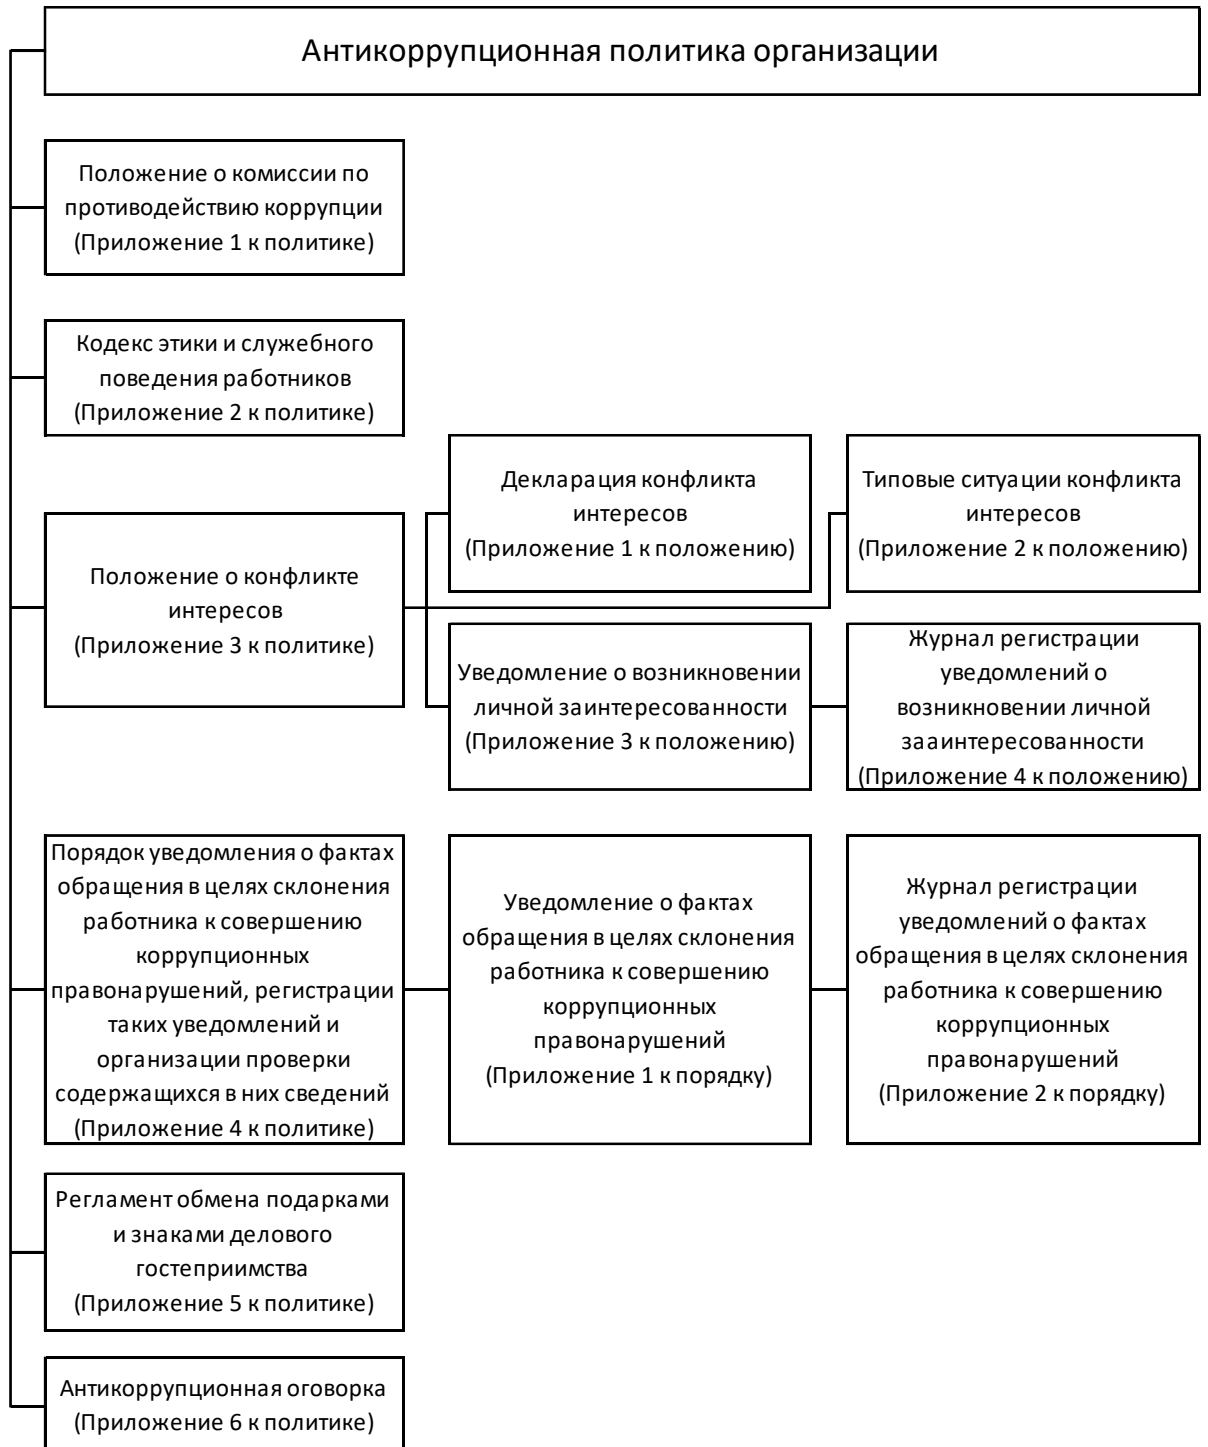 Антикоррупционная политика организации
Положение о комиссии по
противодействию коррупции
(Приложение 1 к политике)
Кодекс этики и служебного
поведения работников
(Приложение 2 к политике)
Положение о конфликте
интересов
(Приложение 3 к политике)
Декларация конфликта
интересов
(Приложение 1 к положению)
Типовые ситуации конфликта
интересов
(Приложение 2 к положению)
Уведомление о возникновении
личной заинтересованности
(Приложение 3 к положению)
Журнал регистрации
уведомлений о
возникновении личной
зааинтересованности
(Приложение 4 к положению)
Порядок уведомления о фактах
обращения в целях склонения
работника к совершению
коррупционных
правонарушений, регистрации
таких уведомлений и
организации проверки
содержащихся в них сведений
(Приложение 4 к политике)
Уведомление о фактах
обращения в целях склонения
работника к совершению
коррупционных
правонарушений
(Приложение 1 к порядку)
Журнал регистрации
уведомлений о фактах
обращения в целях склонения
работника к совершению
коррупционных
правонарушений
(Приложение 2 к порядку)
Регламент обмена подарками
и знаками делового
гостеприимства
(Приложение 5 к политике)
Антикоррупционная оговорка
(Приложение 6 к политике)